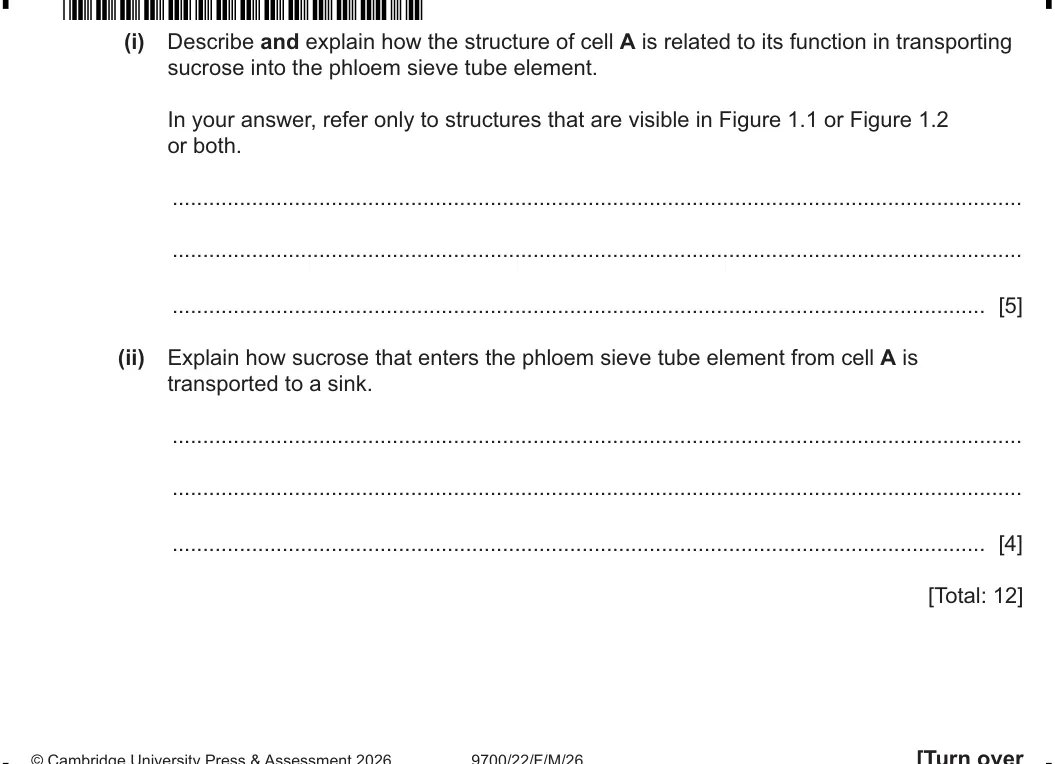 (i) Describe and explain how the structure of cell A is related to its function in transporting
sucrose into the phloem sieve tube element.
In your answer, refer only to structures that are visible in Figure 1.1 or Figure 1.2
or both.
................................................................................................................................................
................................................................................................................................................
.......................................................................................................................................... [5]
(ii) Explain how sucrose that enters the phloem sieve tube element from cell A is
transported to a sink.
................................................................................................................................................
................................................................................................................................................
.......................................................................................................................................... [4]
[Total: 12]
© Cambridge University Press & Assessment 2026 9700/22/F/M/26 [Turn over